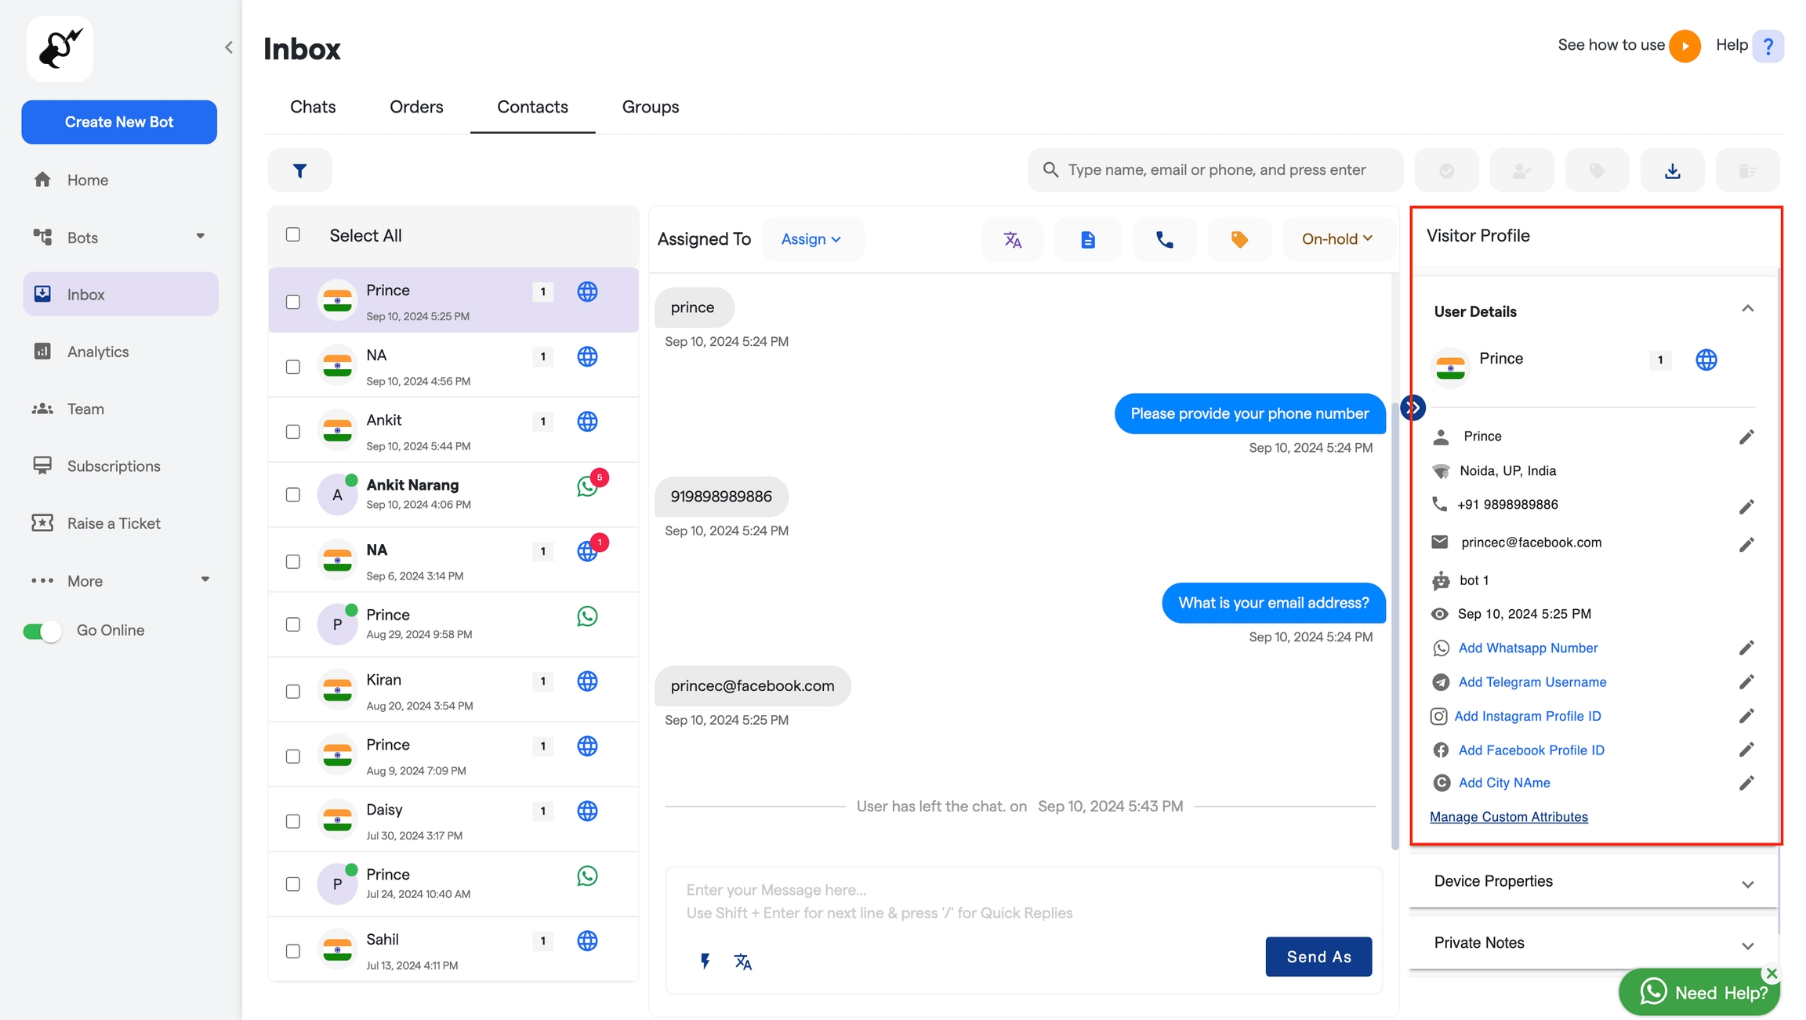 Inbox
See how to use
Help ?
Create New Bot
Home
Bots
Inbox
Analytics
Team
Subscriptions
Raise a Ticket
More
Go Online
Chats
Orders
Contacts
Groups
Type name, email or phone, and press enter
Select All
Prince
1
Sep 10, 2024 5:25 PM
NA
1
Sep 10, 2024 4:56 PM
Ankit
1
Sep 10, 2024 5:44 PM
A
Ankit Narang
5
Sep 10, 2024 4:06 PM
NA
1
1
Sep 6, 2024 3:14 PM
P
Prince
Aug 29, 2024 9:58 PM
Kiran
1
Aug 20, 2024 3:54 PM
Prince
1
Aug 9, 2024 7:09 PM
Daisy
1
Jul 30, 2024 3:17 PM
P
Prince
Jul 24, 2024 10:40 AM
Sahil
1
Jul 13, 2024 4:11 PM
Assigned To
Assign
On-hold
prince
Sep 10, 2024 5:24 PM
Please provide your phone number
Sep 10, 2024 5:24 PM
919898989886
Sep 10, 2024 5:24 PM
What is your email address?
Sep 10, 2024 5:24 PM
princec@facebook.com
Sep 10, 2024 5:25 PM
User has left the chat. on Sep 10, 2024 5:43 PM
Enter your Message here...
Use Shift + Enter for next line & press '/' for Quick Replies
Send As
Visitor Profile
User Details
Prince
1
Prince
Noida, UP, India
+91 9898989886
princec@facebook.com
bot 1
Sep 10, 2024 5:25 PM
Add Whatsapp Number
Add Telegram Username
Add Instagram Profile ID
Add Facebook Profile ID
Add City NAme
Manage Custom Attributes
Device Properties
Private Notes
Need Help?